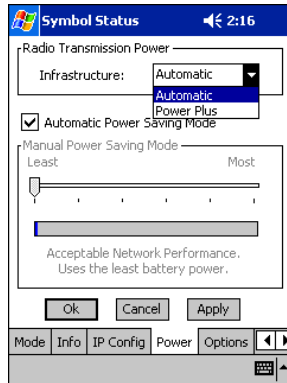 Symbol Status 2:16
Radio Transmission Power
Infrastructure: Automatic
Automatic
Power Plus
Automatic Power Saving Mode
Manual Power Saving Mode
Least Most
Acceptable Network Performance.
Uses the least battery power.
Ok Cancel Apply
Mode Info IP Config Power Options